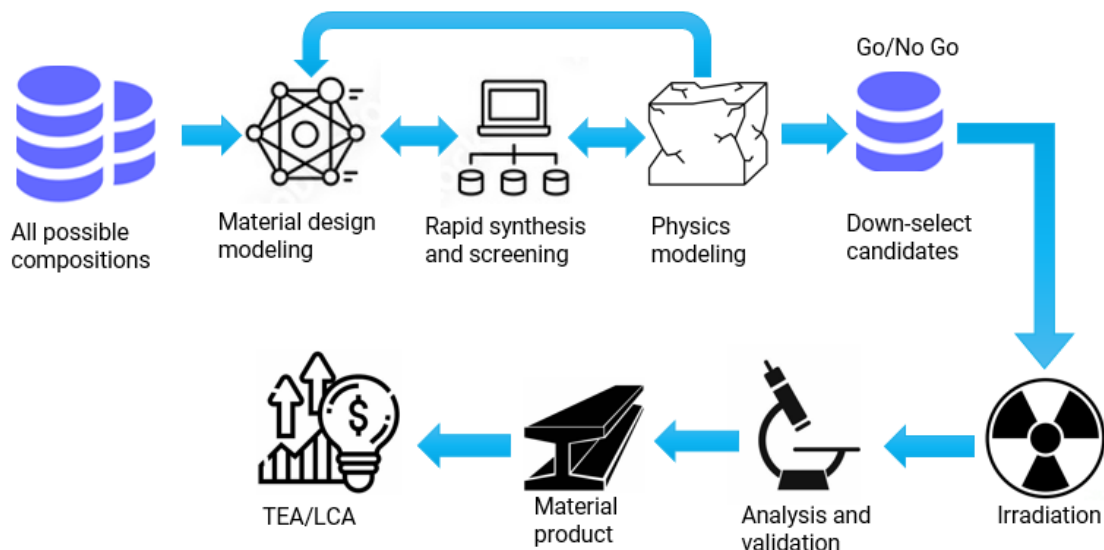 Go/No Go
All possible
compositions
Material design
modeling
Rapid synthesis
and screening
Physics
modeling
Down-select
candidates
$
TEA/LCA
Material
product
Analysis and
validation
Irradiation